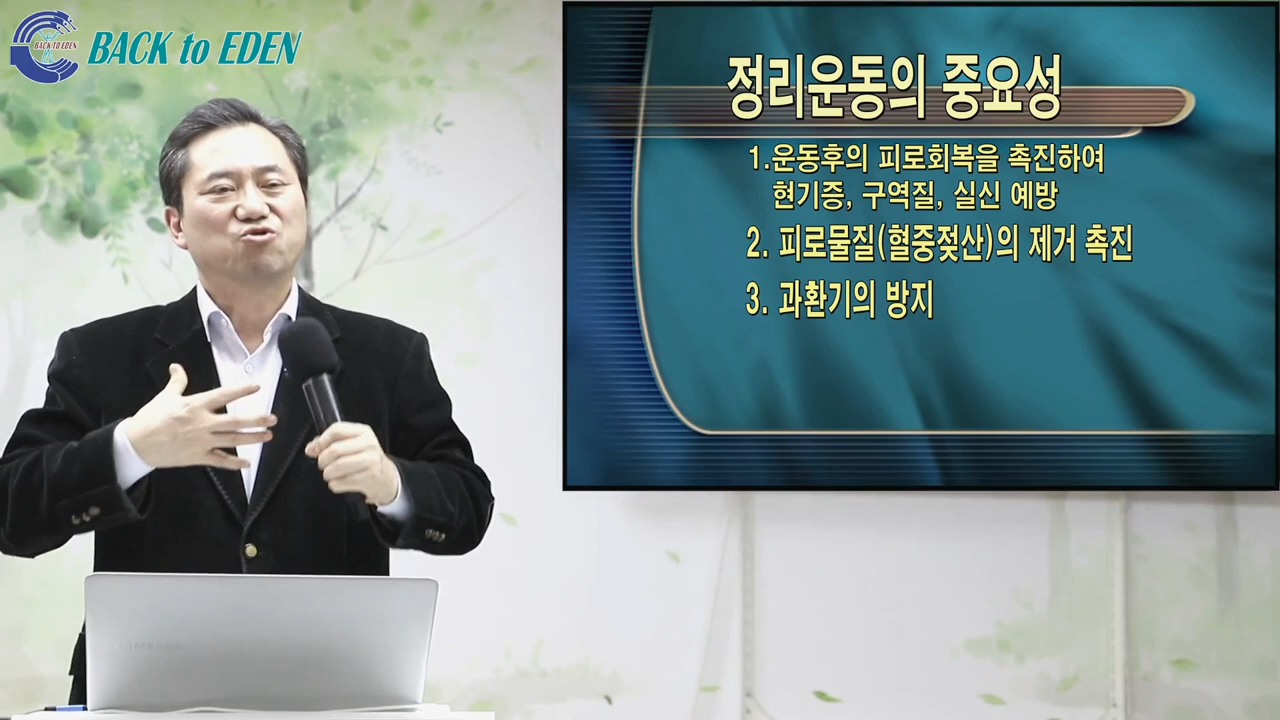 BACK TO EDEN
BACK to EDEN
정리운동의 중요성
1.운동후의 피로회복을 촉진하여
현기증, 구역질, 실신 예방
2. 피로물질(혈중젖산)의 제거 촉진
3. 과환기의 방지